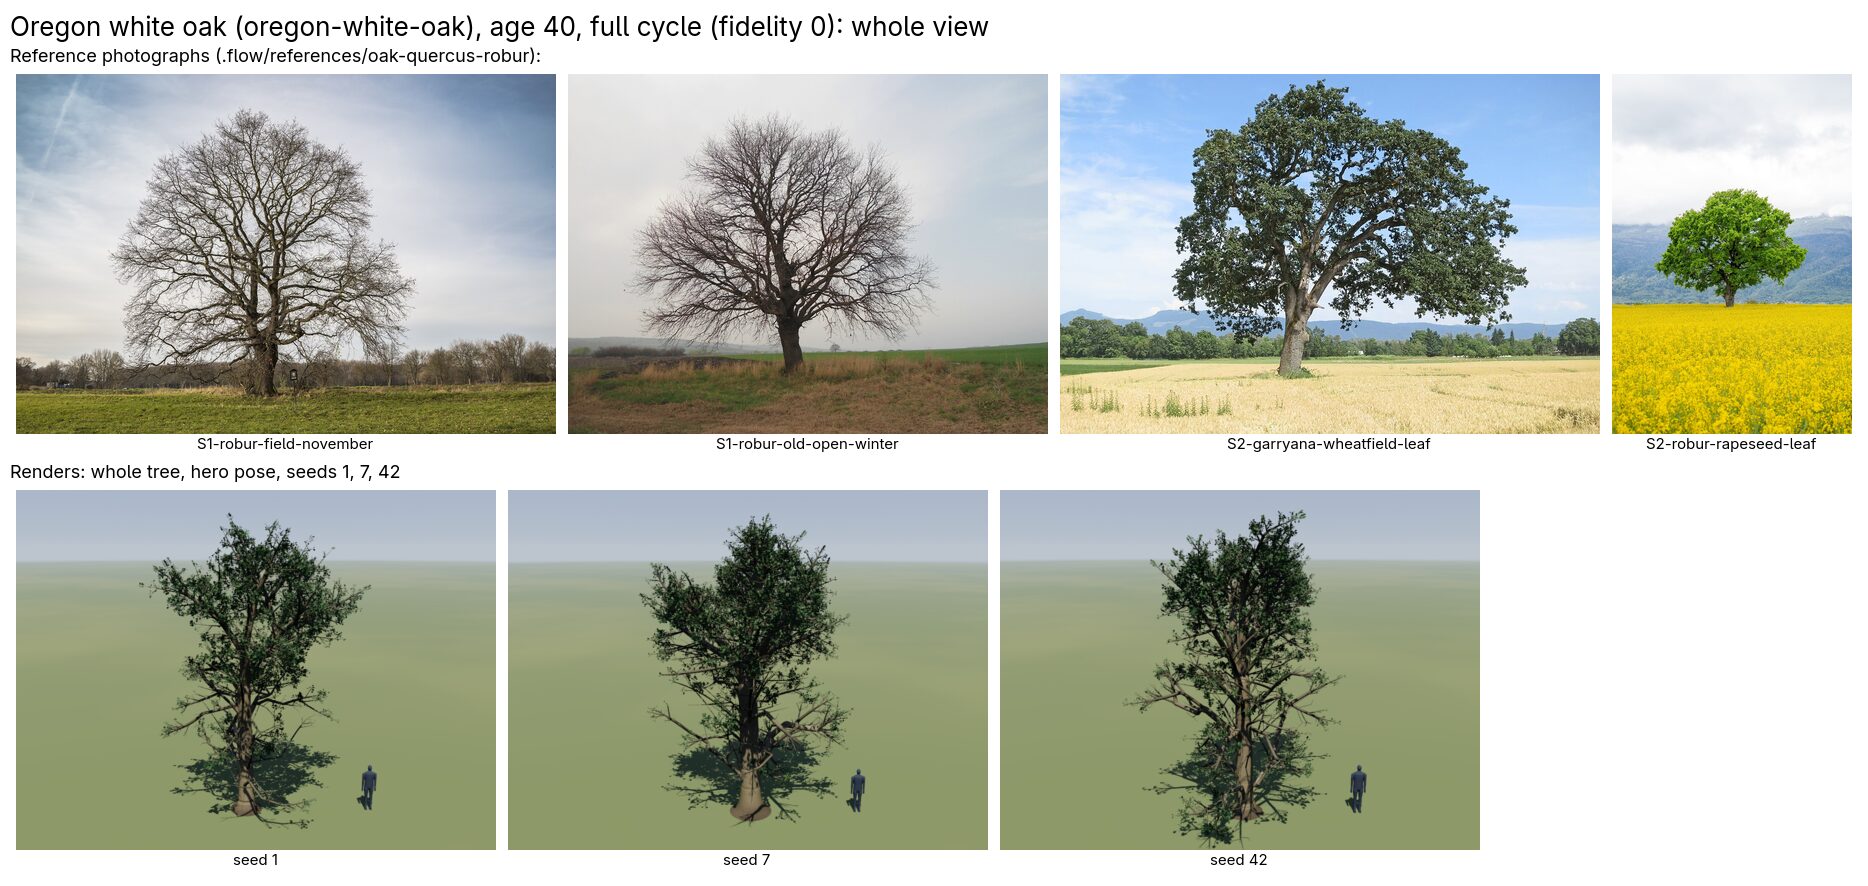 Oregon white oak (oregon-white-oak), age 40, full cycle (fidelity 0): whole view
Reference photographs (.flow/references/oak-quercus-robur):
S1-robur-field-november
S1-robur-old-open-winter
S2-garryana-wheatfield-leaf
S2-robur-rapeseed-leaf
Renders: whole tree, hero pose, seeds 1, 7, 42
seed 1
seed 7
seed 42